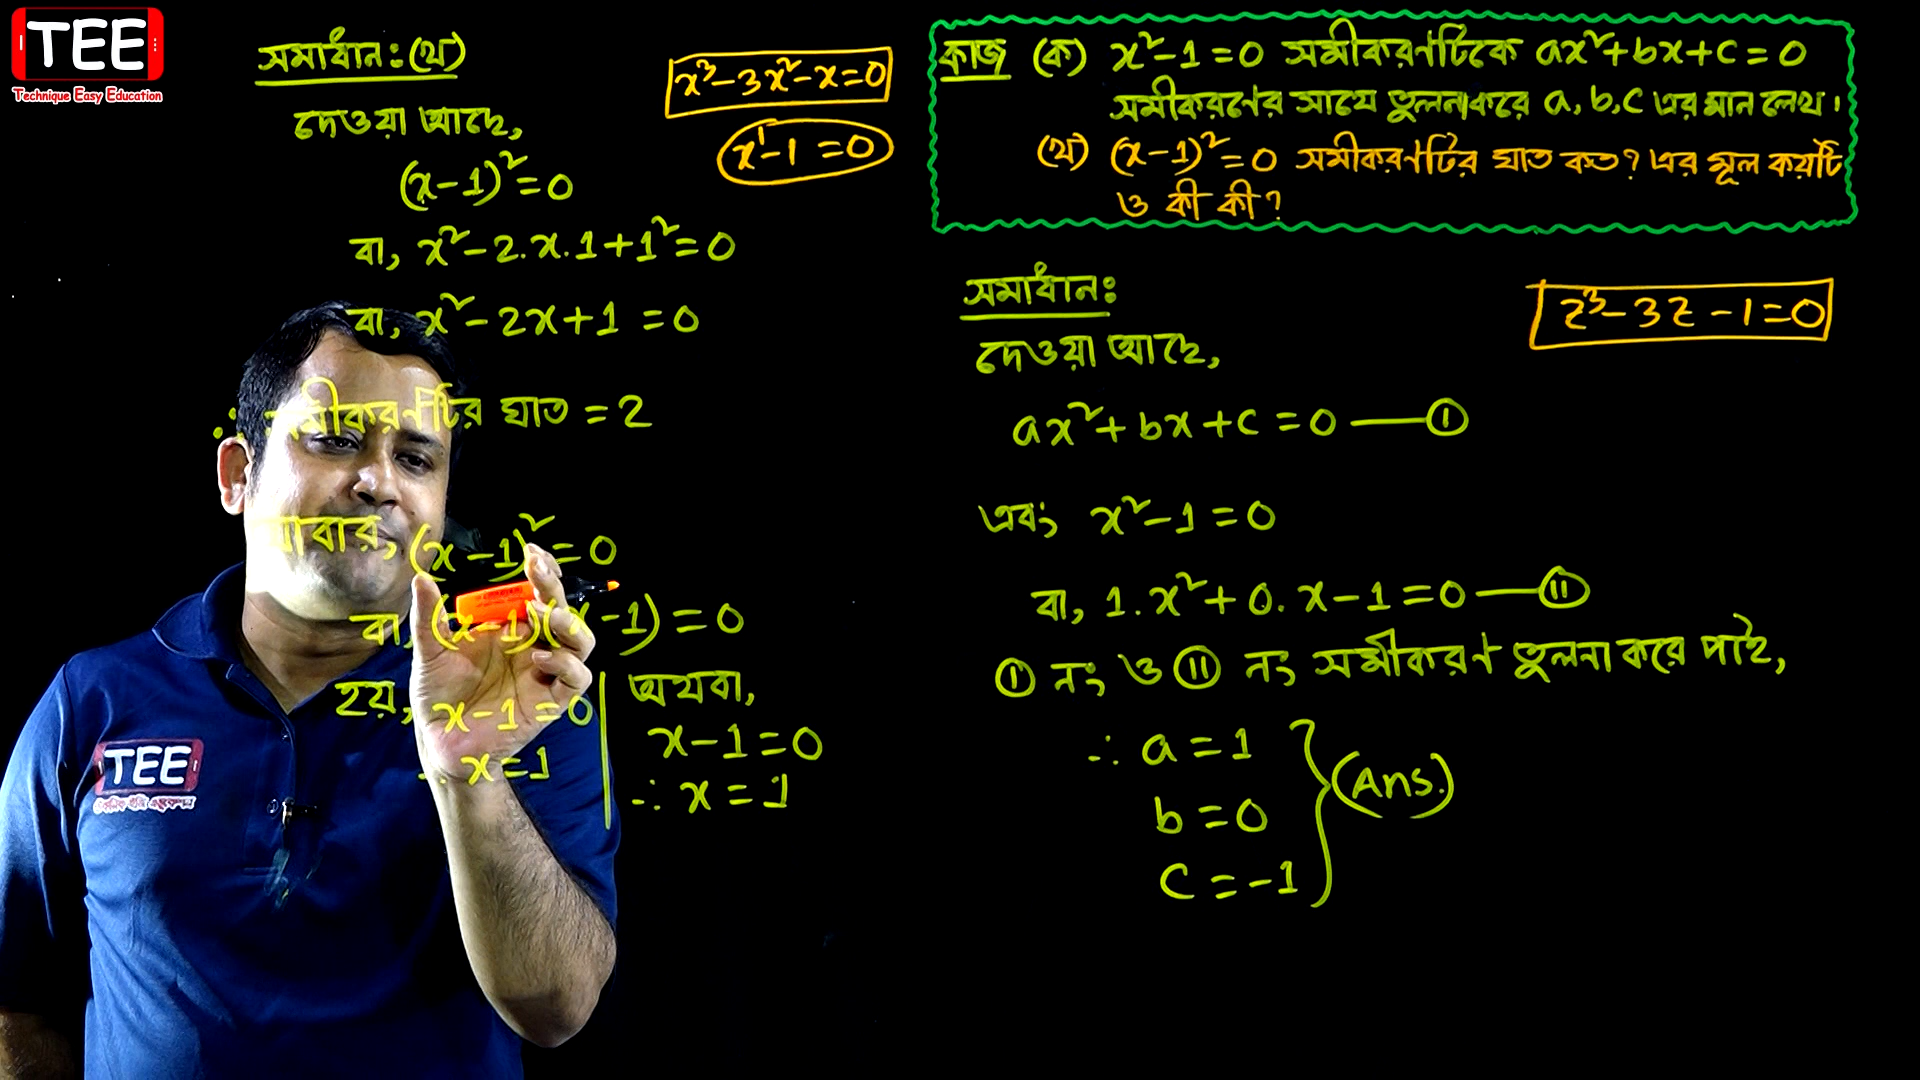 TEE
Technique Easy Education
সমাধান: (খ)
দেওয়া আছে,
(x-1)²=0
বা, x²-2.x.1+1²=0
বা, x²-2x+1 =0
∴ সমীকরণটির ঘাত =2
আবার, (x-1)²=0
বা, (x-1)(x-1)=0
হয়, x-1=0
∴ x=1
অথবা,
x-1=0
∴ x=1
x³-3x²-x=0
x¹-1=0
কাজ (ক) x²-1=0 সমীকরণটিকে ax²+bx+c=0
সমীকরণের সাথে তুলনা করে a, b, c এর মান লেখ।
(খ) (x-1)²=0 সমীকরণটির ঘাত কত? এর মূল কয়টি
ও কী কী?
সমাধানঃ
দেওয়া আছে,
z³-3z-1=0
ax²+bx+c=0 — (i)
এবং x²-1=0
বা, 1.x²+0.x-1=0 — (ii)
(i) নং ও (ii) নং সমীকরণ তুলনা করে পাই,
∴ a=1
b=0
c=-1
(Ans.)
TEE